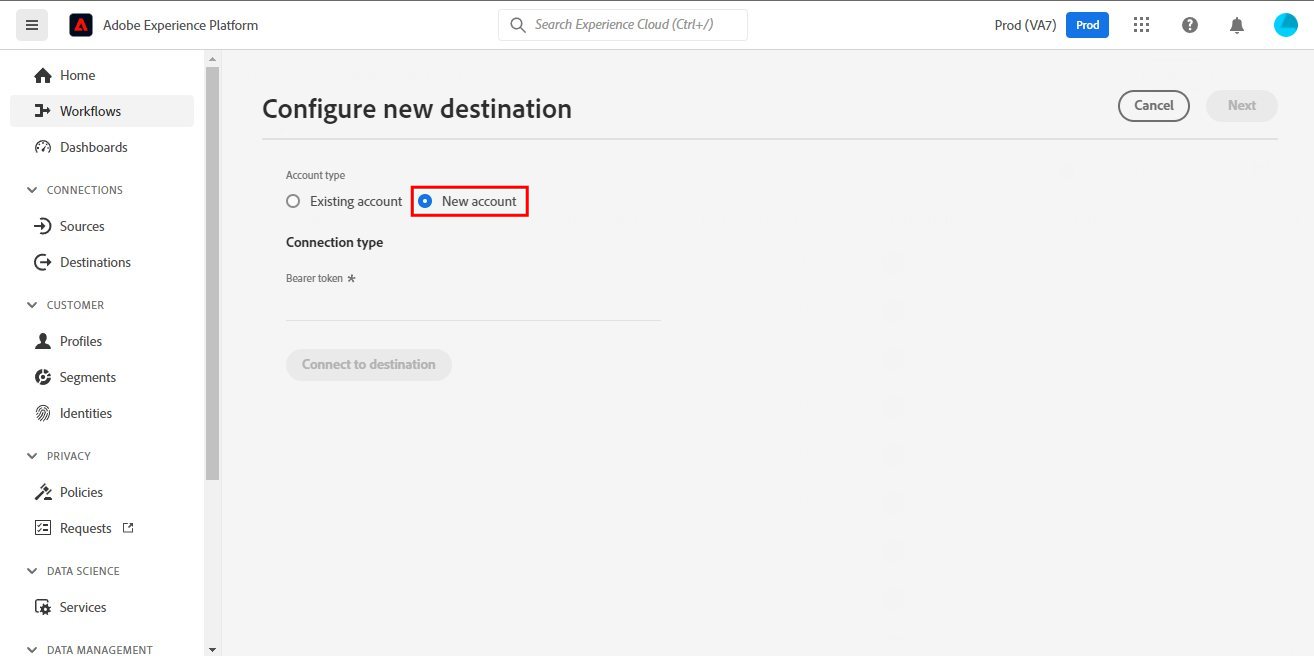 Adobe Experience Platform
Search Experience Cloud (Ctrl+/)
Prod (VA7)
Prod
Home
Workflows
Dashboards
CONNECTIONS
Sources
Destinations
CUSTOMER
Profiles
Segments
Identities
PRIVACY
Policies
Requests
DATA SCIENCE
Services
DATA MANAGEMENT
Configure new destination
Cancel
Next
Account type
Existing account
New account
Connection type
Bearer token *
Connect to destination